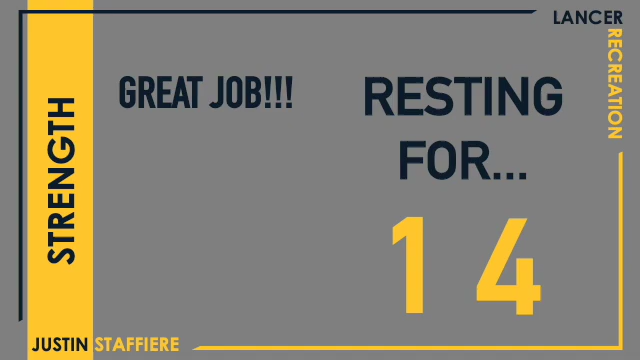 LANCER
RECREATION
STRENGTH
GREAT JOB!!!
RESTING
FOR...
14
JUSTIN STAFFIERE